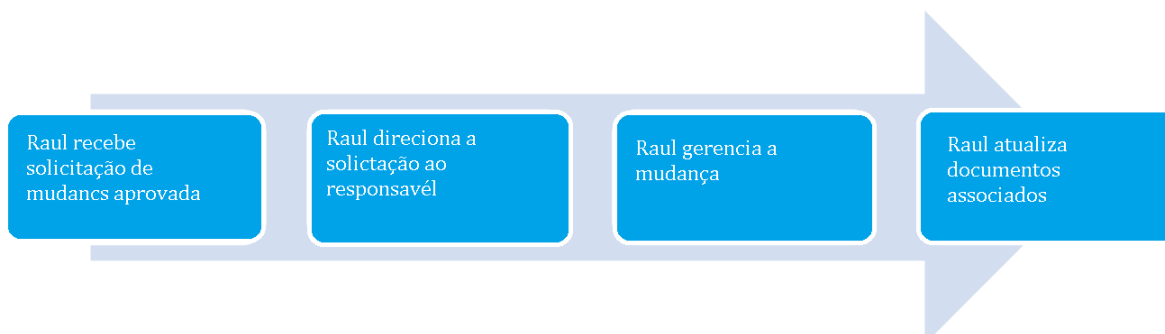 Raul recebe
solicitação de
mudancs aprovada
Raul direciona a
solictação ao
responsavél
Raul gerencia a
mudança
Raul atualiza
documentos
associados